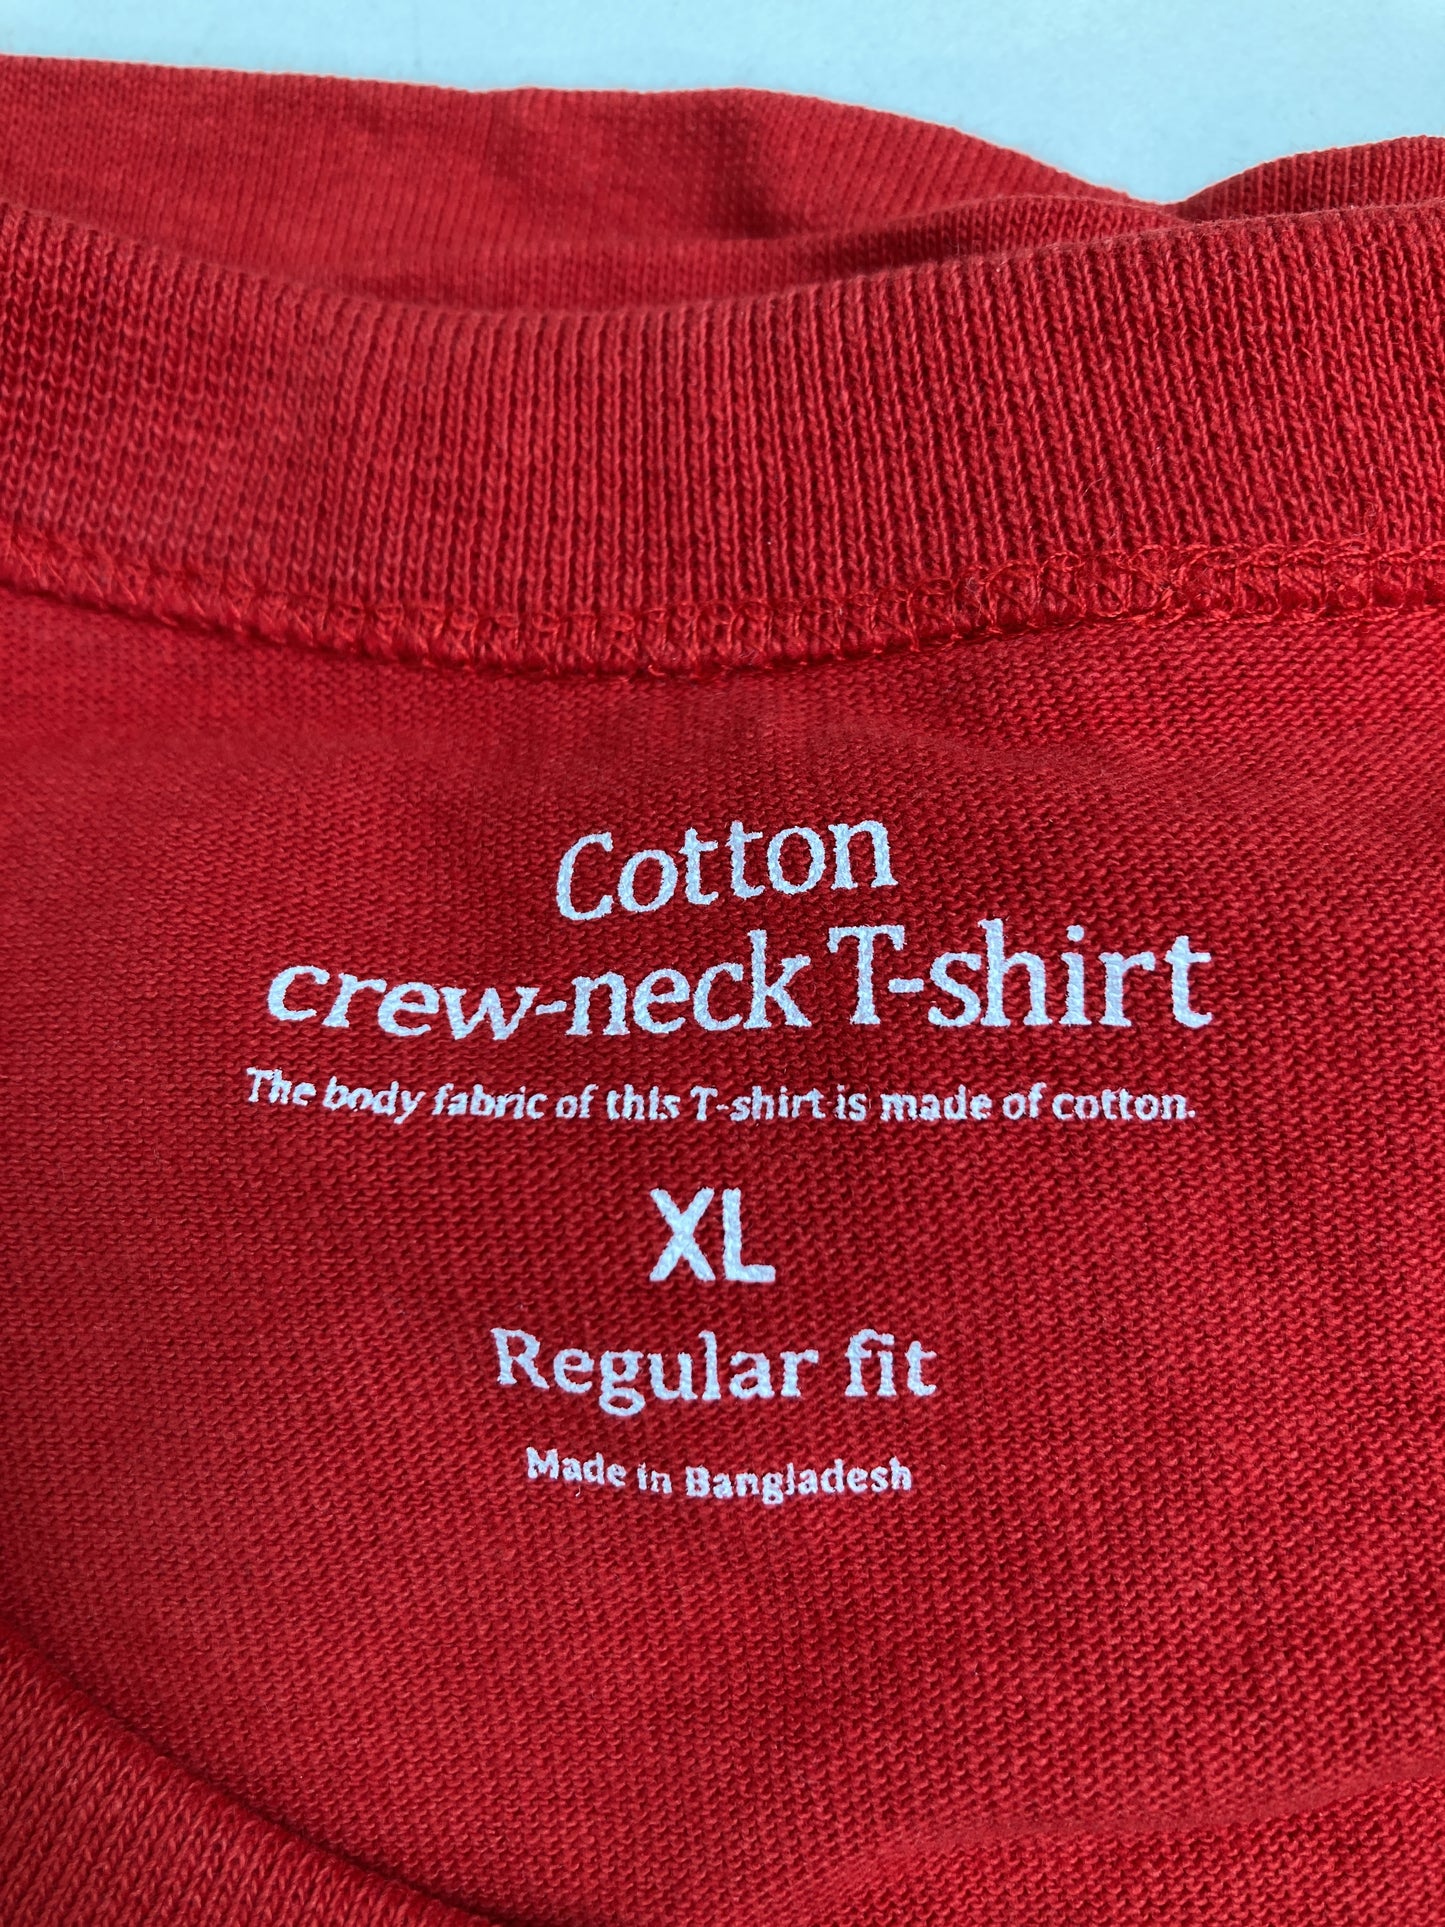 Cotton
crew-neck T-shirt
The body fabric of this T-shirt is made of cotton.
XL
Regular fit
Made in Bangladesh